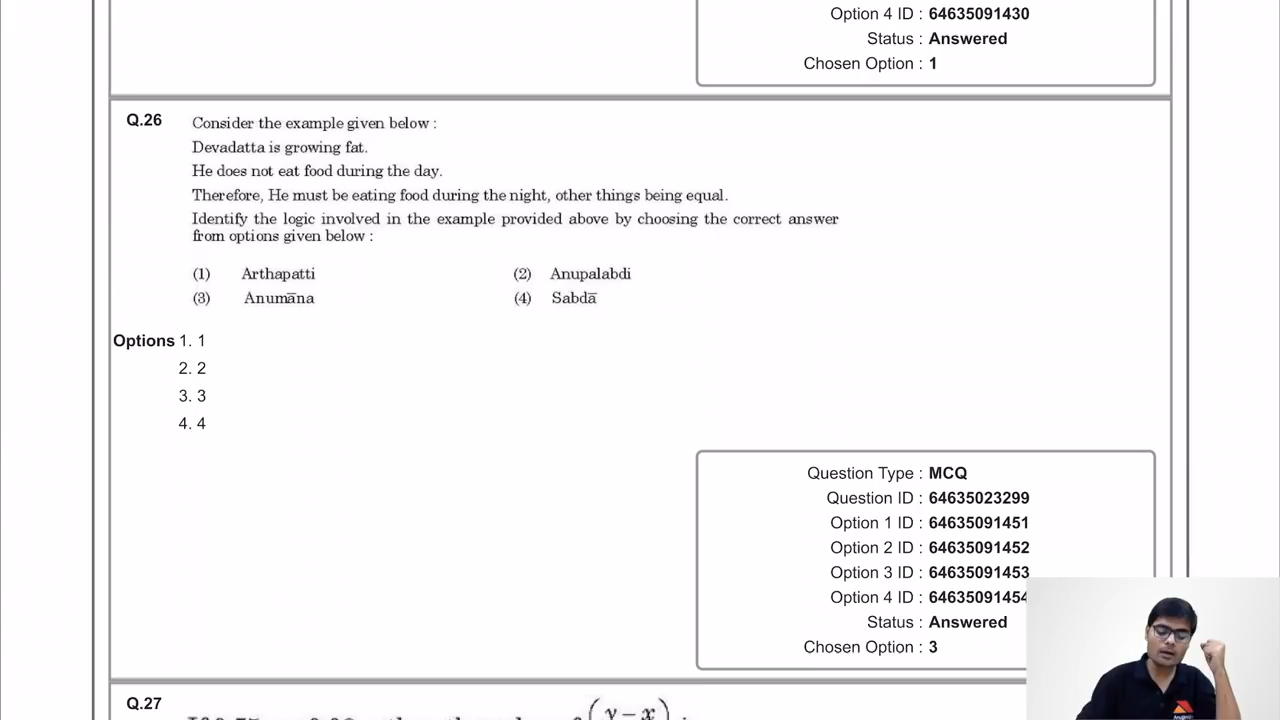 Option 4 ID : 64635091430
Status : Answered
Chosen Option : 1
Q.26 Consider the example given below :
Devadatta is growing fat.
He does not eat food during the day.
Therefore, He must be eating food during the night, other things being equal.
Identify the logic involved in the example provided above by choosing the correct answer
from options given below :
(1) Arthapatti (2) Anupalabdi
(3) Anumāna (4) Sabdā
Options 1. 1
2. 2
3. 3
4. 4
Question Type : MCQ
Question ID : 64635023299
Option 1 ID : 64635091451
Option 2 ID : 64635091452
Option 3 ID : 64635091453
Option 4 ID : 64635091454
Status : Answered
Chosen Option : 3
Q.27